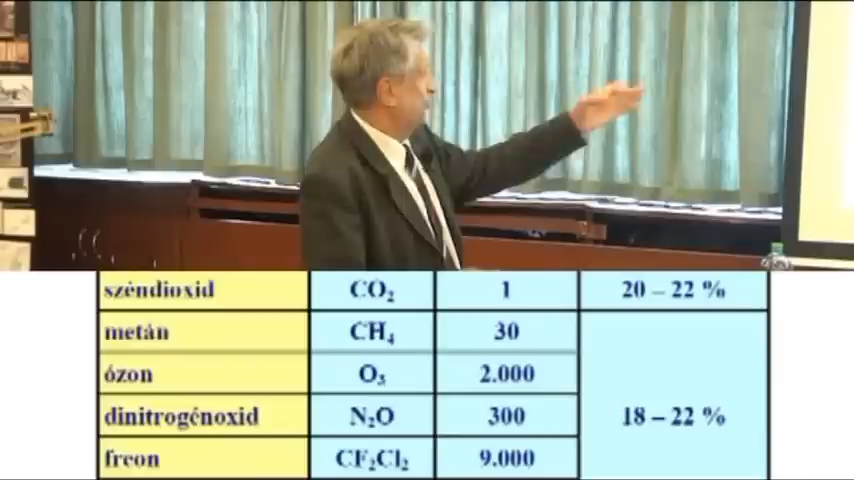 széndioxid CO₂ 1 20 – 22 %
metán CH₄ 30
ózon O₃ 2.000
dinitrogénoxid N₂O 300 18 – 22 %
freon CF₂Cl₂ 9.000